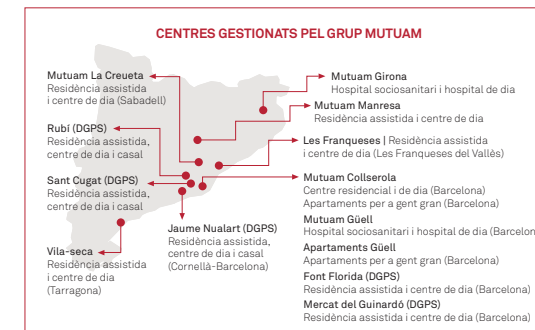 CENTRES GESTIONATS PEL GRUP MUTUAM
Mutuam La Creueta
Residència assistida
i centre de dia (Sabadell)
Rubí (DGPS)
Residència assistida,
centre de dia i casal
Sant Cugat (DGPS)
Residència assistida,
centre de dia i casal
Vila-seca
Residència assistida
i centre de dia
(Tarragona)
Jaume Nualart (DGPS)
Residència assistida,
centre de dia i casal
(Cornellà-Barcelona)
Mutuam Girona
Hospital sociosanitari i hospital de dia
Mutuam Manresa
Residència assistida i centre de dia
Les Franqueses | Residència assistida
i centre de dia (Les Franqueses del Vallès)
Mutuam Collserola
Centre residencial i de dia (Barcelona)
Apartaments per a gent gran (Barcelona)
Mutuam Güell
Hospital sociosanitari i hospital de dia (Barcelon
Apartaments Güell
Apartaments per a gent gran (Barcelona)
Font Florida (DGPS)
Residència assistida i centre de dia (Barcelona)
Mercat del Guinardó (DGPS)
Residència assistida i centre de dia (Barcelona)